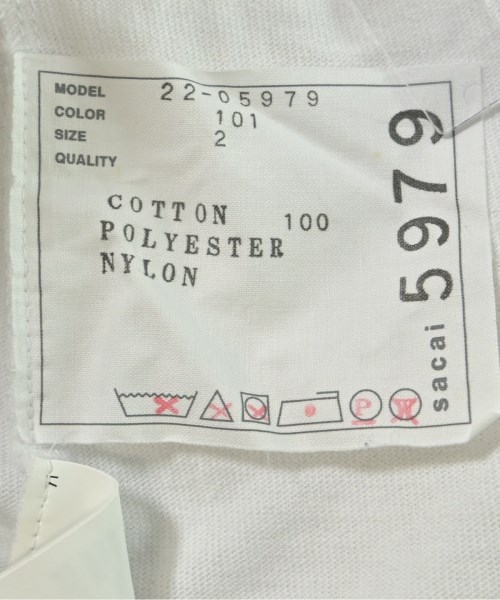 MODEL 22-05979
COLOR 101
SIZE 2
QUALITY
COTTON 100
POLYESTER
NYLON
P W
sacai 5979